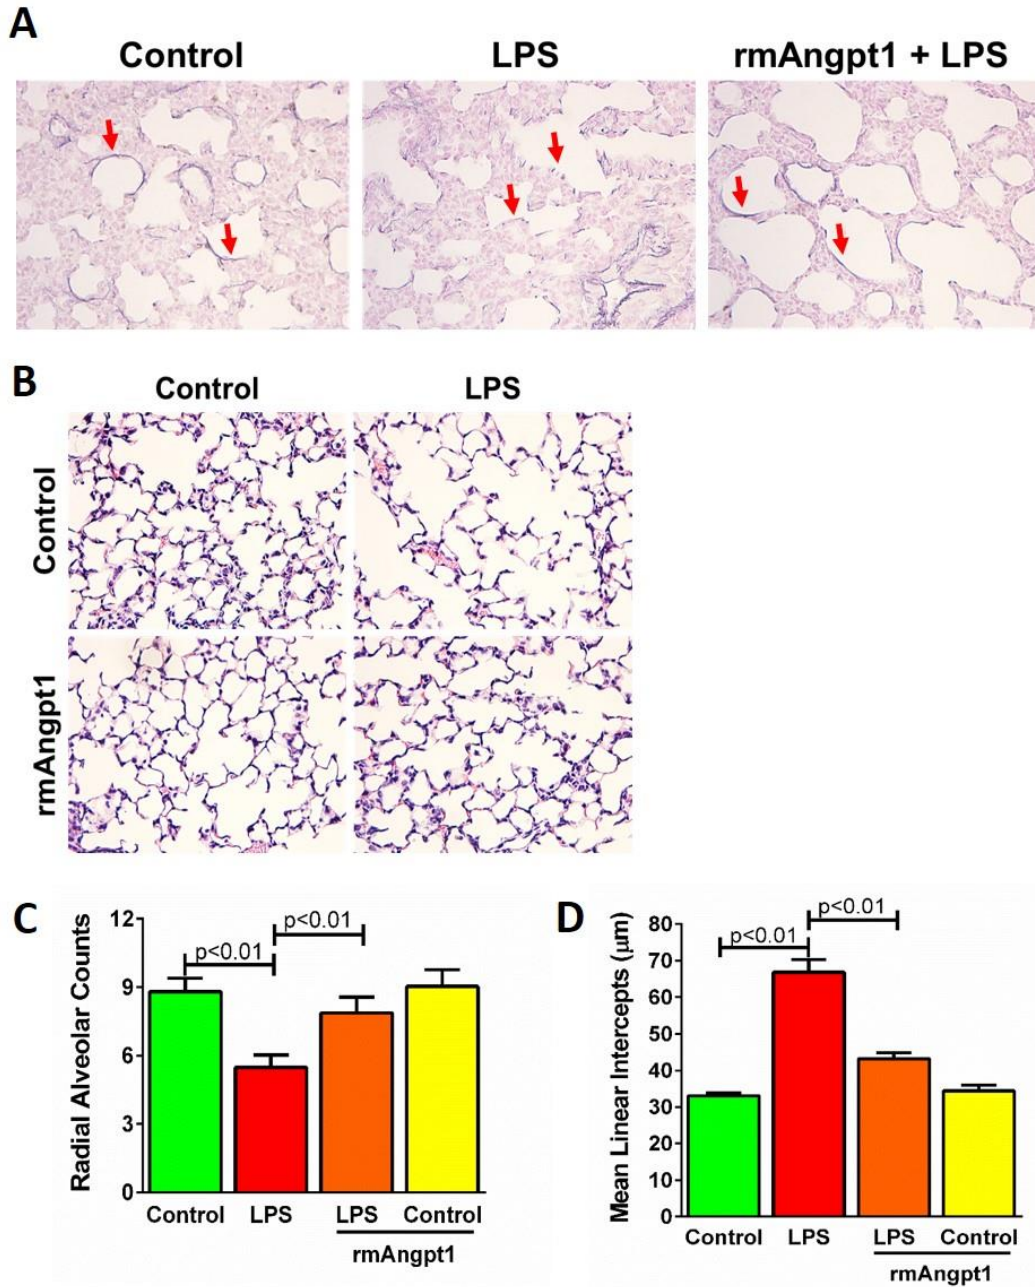 A
Control LPS rmAngpt1 + LPS
B
Control LPS
Control
rmAngpt1
C
Radial Alveolar Counts
12
9
6
3
0
p<0.01
p<0.01
Control LPS LPS Control
rmAngpt1
D
Mean Linear Intercepts (μm)
80
70
60
50
40
30
20
10
0
p<0.01
p<0.01
Control LPS LPS Control
rmAngpt1